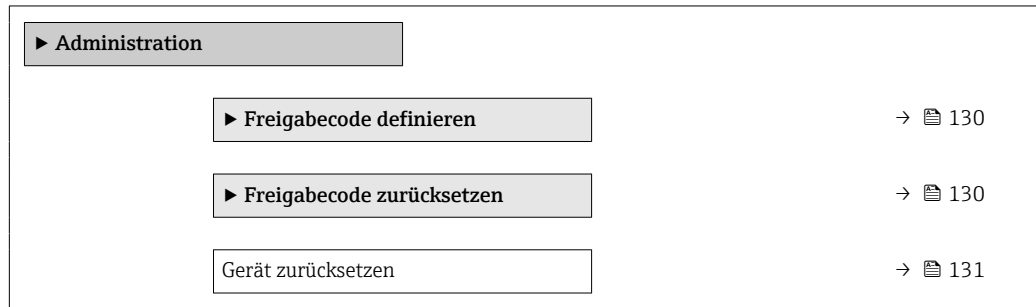 ▶ Administration
▶ Freigabecode definieren → 130
▶ Freigabecode zurücksetzen → 130
Gerät zurücksetzen → 131